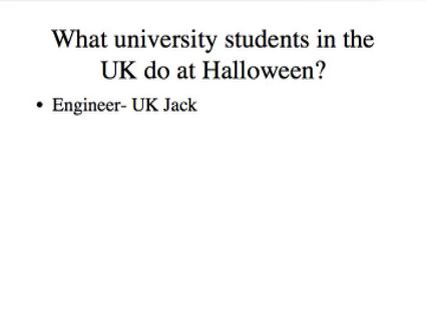 What university students in the
UK do at Halloween?
• Engineer- UK Jack